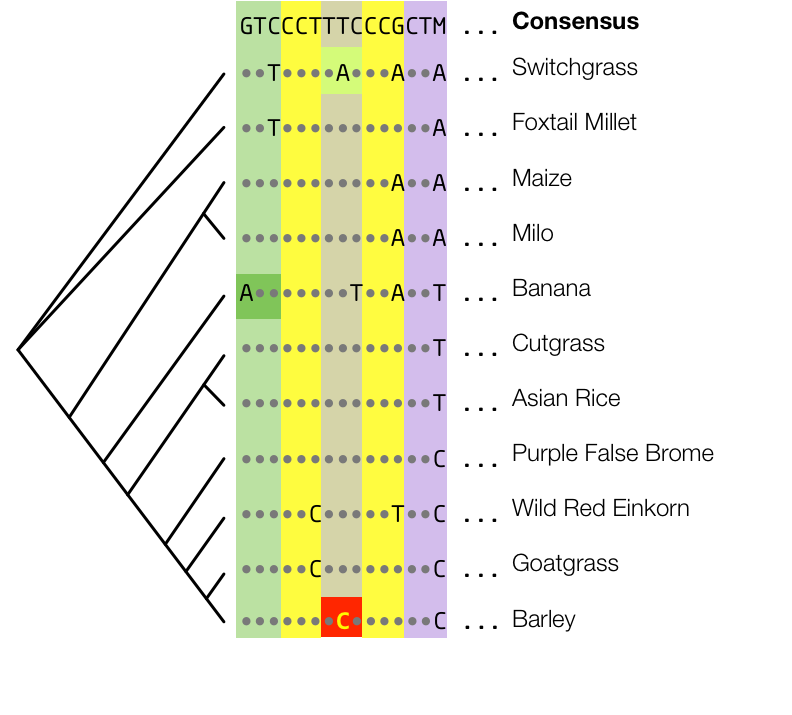 GTCCCTTTCCCGCTM ... Consensus
••T••••A•••A••A ... Switchgrass
••T•••••••••••A ... Foxtail Millet
•••••••••••A••A ... Maize
•••••••••••A••A ... Milo
A•••••••T••A••T ... Banana
••••••••••••••T ... Cutgrass
••••••••••••••T ... Asian Rice
••••••••••••••C ... Purple False Brome
•••••C•••••T••C ... Wild Red Einkorn
•••••C••••••••C ... Goatgrass
•••••••C••••••C ... Barley